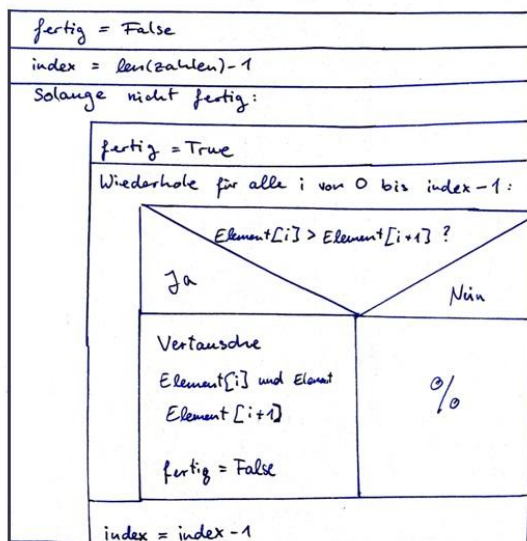 fertig = False
index = len(zahlen)-1
Solange nicht fertig:
fertig = True
Wiederhole für alle i von 0 bis index-1:
Element[i] > Element[i+1] ?
Ja
Nein
Vertausche
Element[i] und Element
Element [i+1]
%
fertig = False
index = index-1